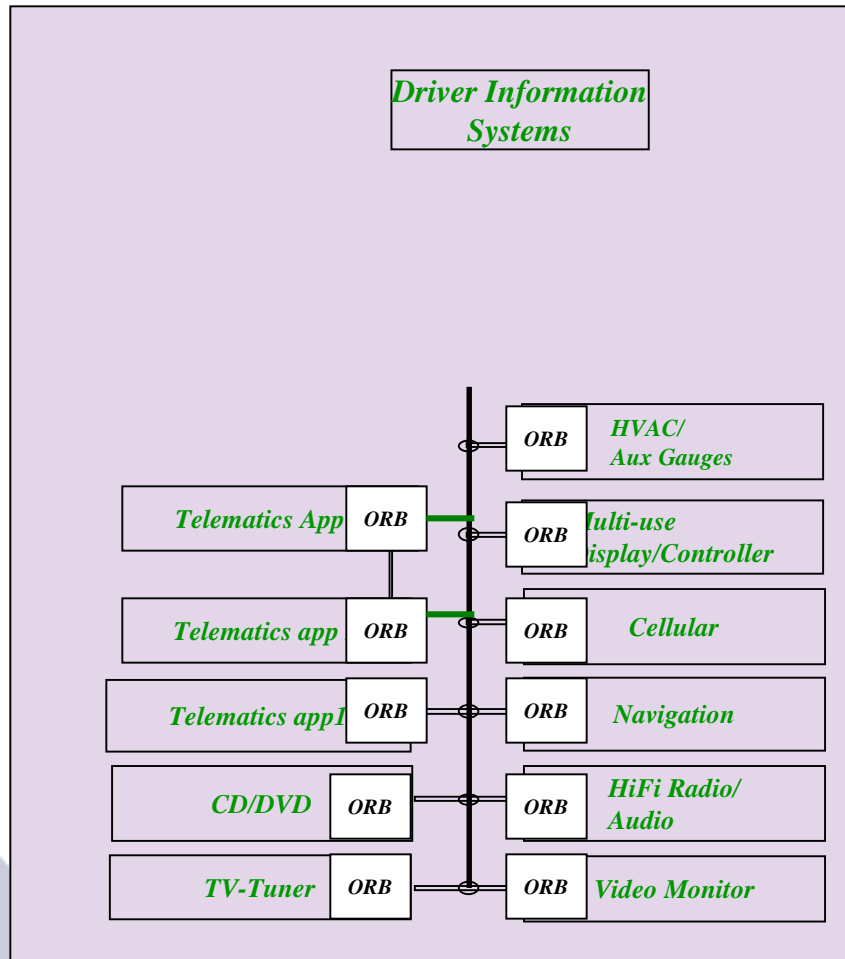 Driver Information
Systems
ORB
HVAC/
Aux Gauges
Telematics App
ORB
ORB
Multi-use
Display/Controller
Telematics app
ORB
ORB
Cellular
Telematics app1
ORB
ORB
Navigation
CD/DVD
ORB
ORB
HiFi Radio/
Audio
TV-Tuner
ORB
ORB
Video Monitor